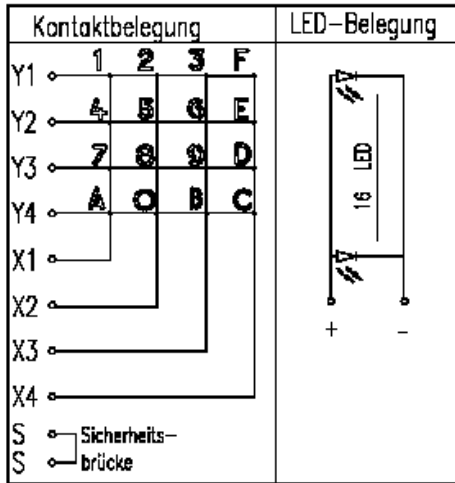 Kontaktbelegung
LED-Belegung
1 2 3 F
Y1
4 5 6 E
Y2
7 8 9 D
Y3
A O B C
Y4
X1
X2
X3
X4
S Sicherheits-
S brücke
16 LED
+ -